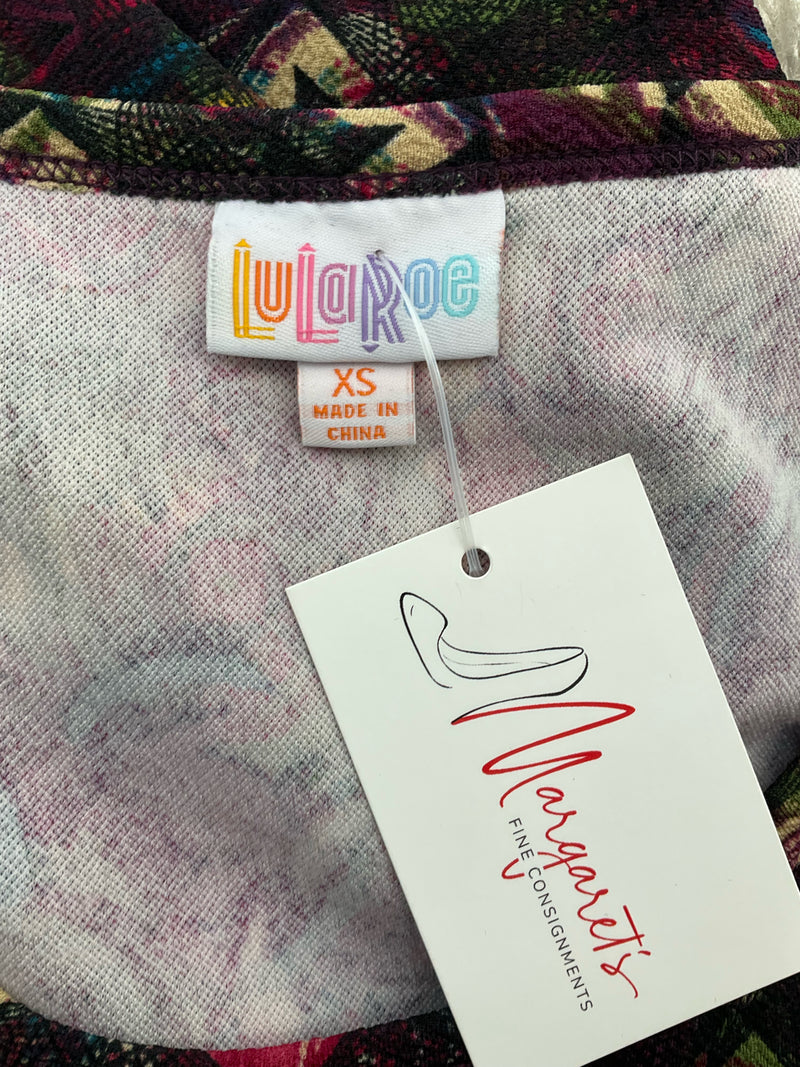 LuLaRoe
XS
MADE IN
CHINA
Margaret's
FINE CONSIGNMENTS